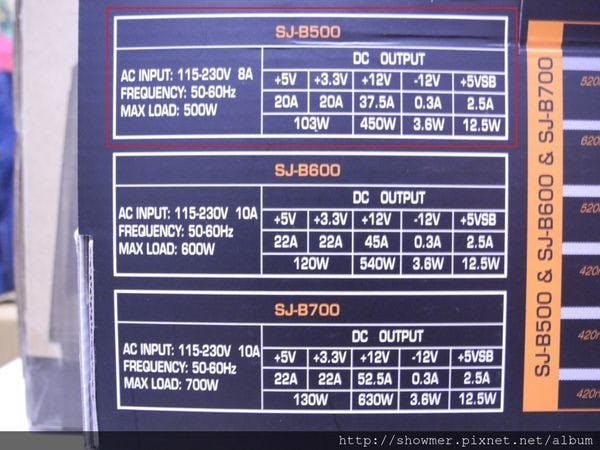 SJ-B500
AC INPUT: 115-230V 8A
FREQUENCY: 50-60Hz
MAX LOAD: 500W
DC OUTPUT
+5V +3.3V +12V -12V +5VSB
20A 20A 37.5A 0.3A 2.5A
103W 450W 3.6W 12.5W
SJ-B600
AC INPUT: 115-230V 10A
FREQUENCY: 50-60Hz
MAX LOAD: 600W
DC OUTPUT
+5V +3.3V +12V -12V +5VSB
22A 22A 45A 0.3A 2.5A
120W 540W 3.6W 12.5W
SJ-B700
AC INPUT: 115-230V 10A
FREQUENCY: 50-60Hz
MAX LOAD: 700W
DC OUTPUT
+5V +3.3V +12V -12V +5VSB
22A 22A 52.5A 0.3A 2.5A
130W 630W 3.6W 12.5W
SJ-B500 & SJ-B600 & SJ-B700
http://showmer.pixnet.net/album